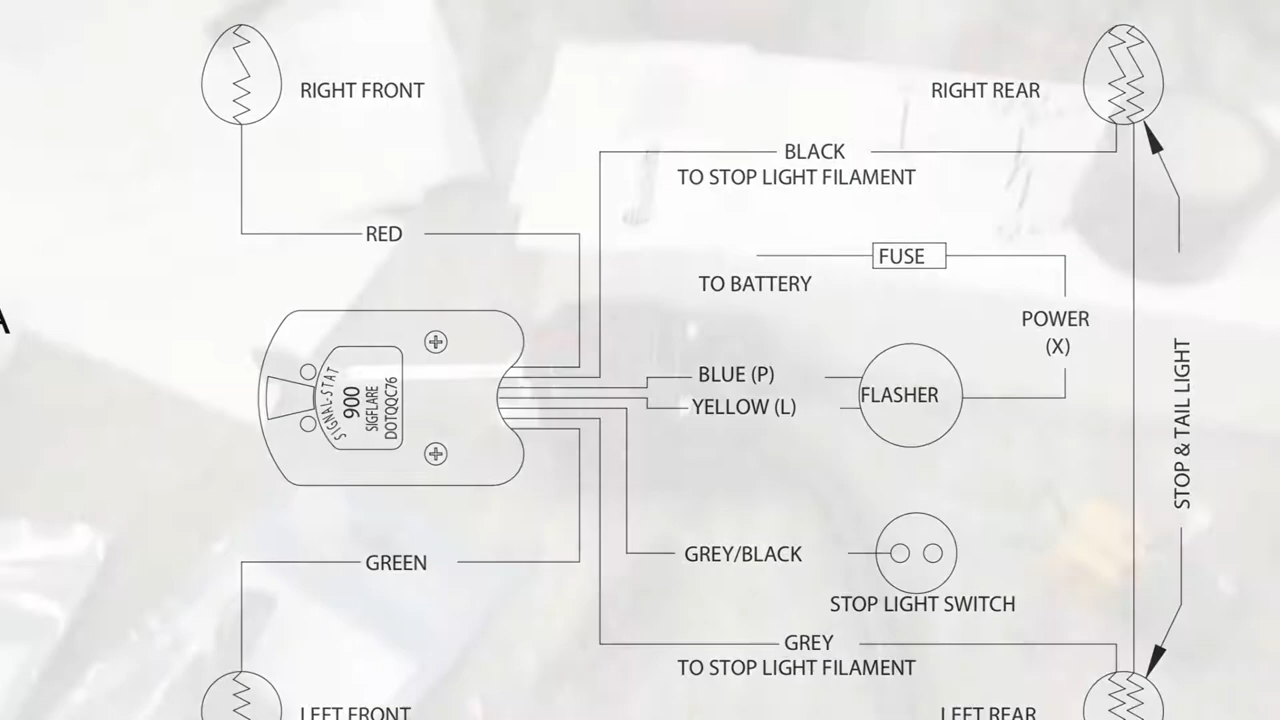 RIGHT FRONT
RIGHT REAR
BLACK
TO STOP LIGHT FILAMENT
RED
FUSE
TO BATTERY
POWER
(X)
A
BLUE (P)
FLASHER
YELLOW (L)
SIGNAL-STAT
900
SIGFLARE
DOTQQC76
STOP & TAIL LIGHT
GREY/BLACK
GREEN
STOP LIGHT SWITCH
GREY
TO STOP LIGHT FILAMENT
LEFT FRONT
LEFT REAR